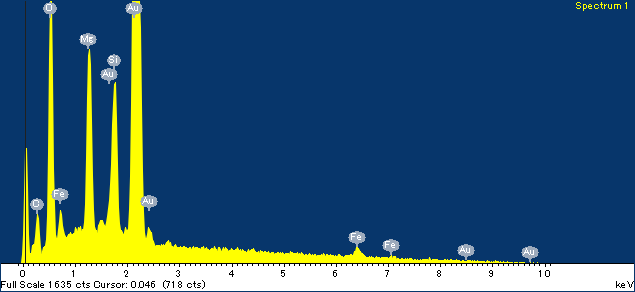 Spectrum 1
O
Au
Mg
Si
Au
Fe
Au
Fe
Fe
Au
Au
0 1 2 3 4 5 6 7 8 9 10
Full Scale 1635 cts Cursor: 0.046 (718 cts) keV